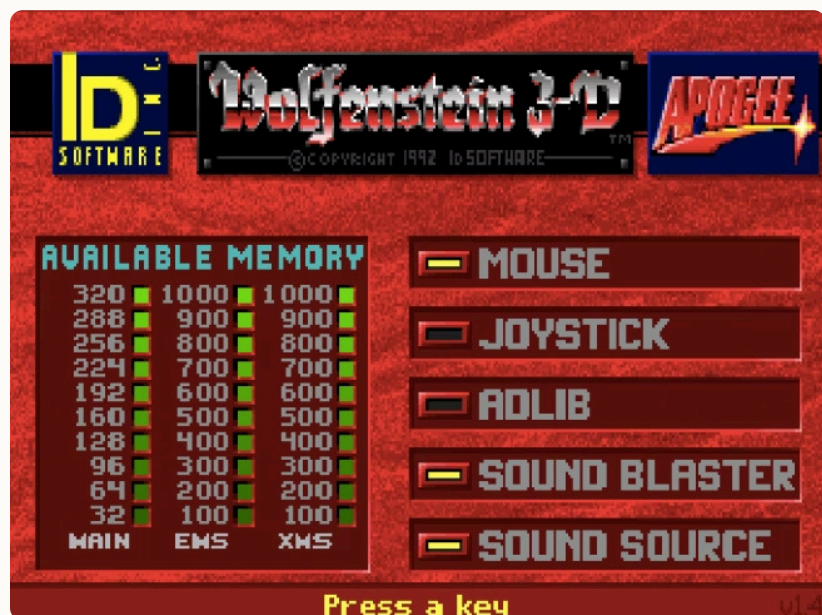 ID
INC.
SOFTWARE
Wolfenstein 3-D
TM
©COPYRIGHT 1992 ID SOFTWARE
APOGEE
AVAILABLE MEMORY
320 1000 1000
288 900 900
256 800 800
224 700 700
192 600 600
160 500 500
128 400 400
96 300 300
64 200 200
32 100 100
MAIN EMS XMS
MOUSE
JOYSTICK
ADLIB
SOUND BLASTER
SOUND SOURCE
Press a key
v1.4